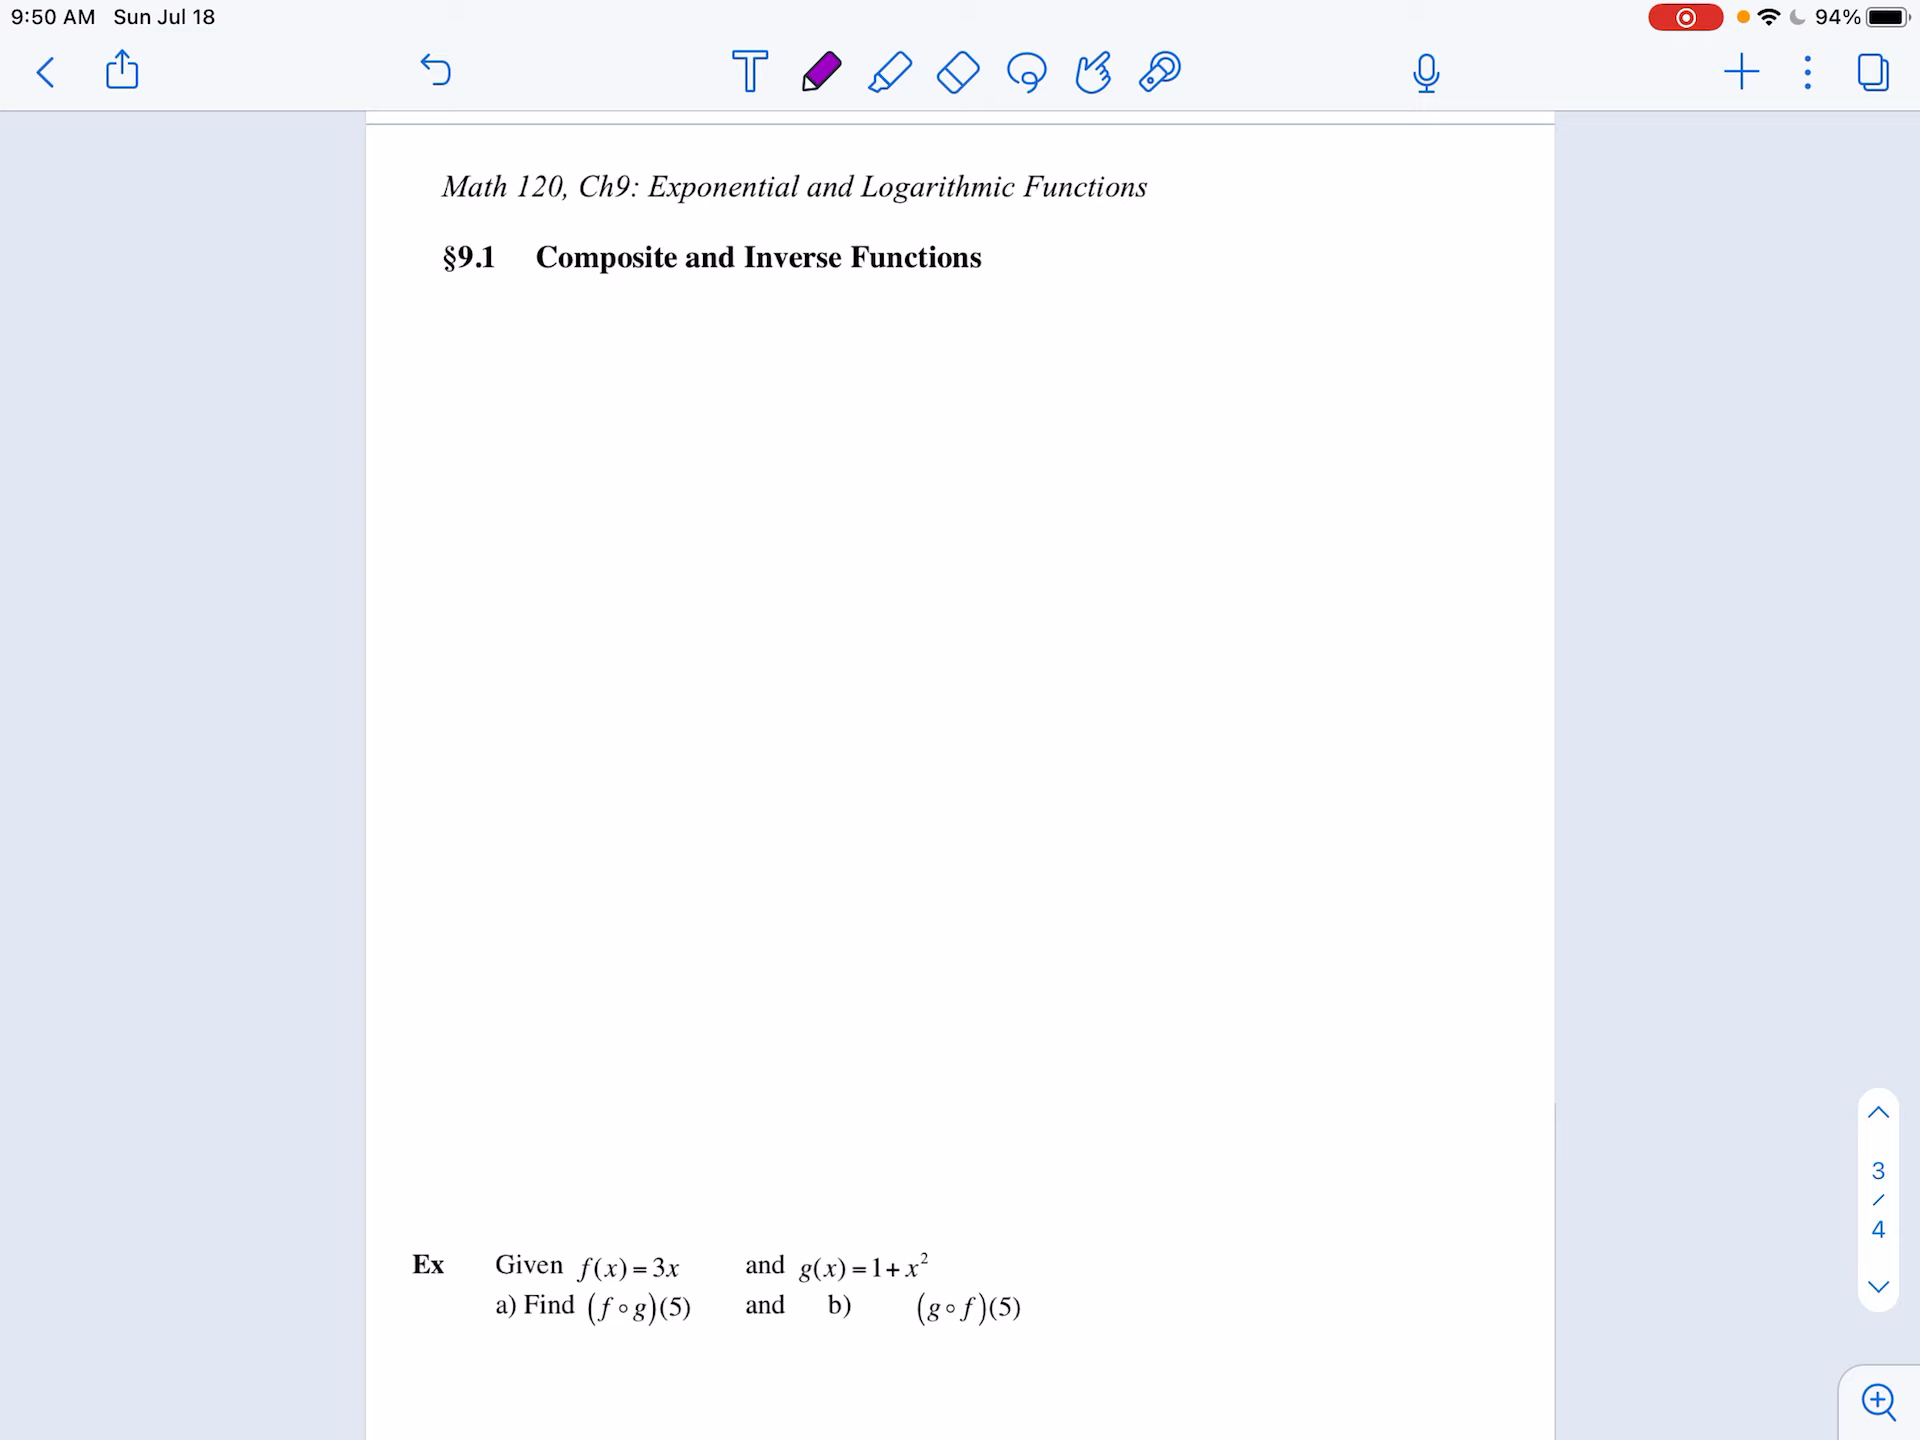 9:50 AM Sun Jul 18 94%
Math 120, Ch9: Exponential and Logarithmic Functions
§9.1 Composite and Inverse Functions
Ex Given f(x)=3x and g(x)=1+x²
a) Find (f∘g)(5) and b) (g∘f)(5)
3
/
4